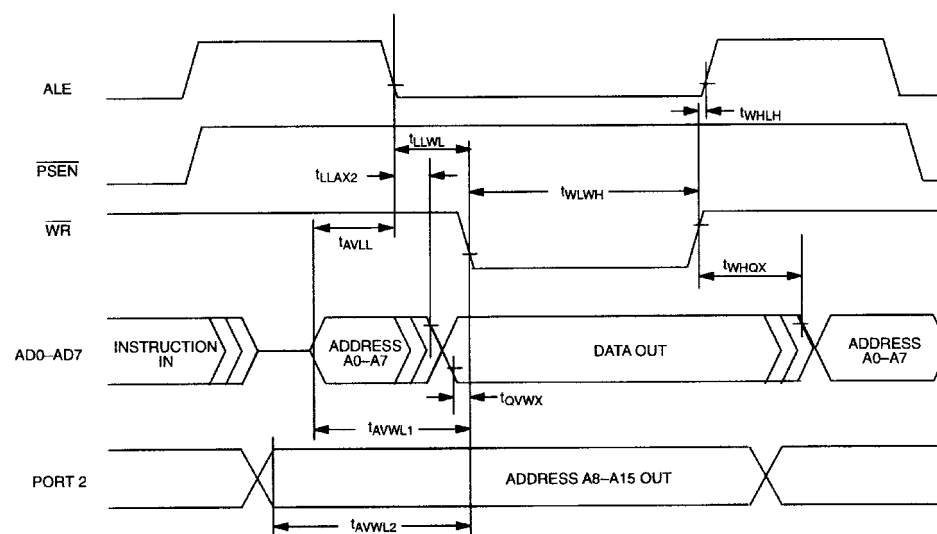 ALE
tWHLH
tLLWL
PSEN
tLLAX2
tWLWH
WR
tAVLL
tWHQX
AD0–AD7
INSTRUCTION
IN
ADDRESS
A0–A7
DATA OUT
ADDRESS
A0–A7
tQVWX
tAVWL1
PORT 2
ADDRESS A8–A15 OUT
tAVWL2